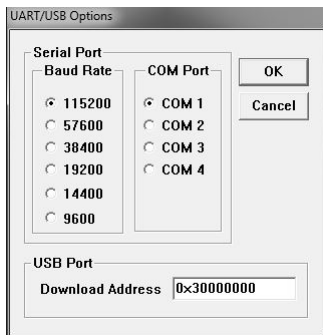 UART/USB Options
Serial Port
Baud Rate
115200
57600
38400
19200
14400
9600
COM Port
COM 1
COM 2
COM 3
COM 4
OK
Cancel
USB Port
Download Address 0x30000000